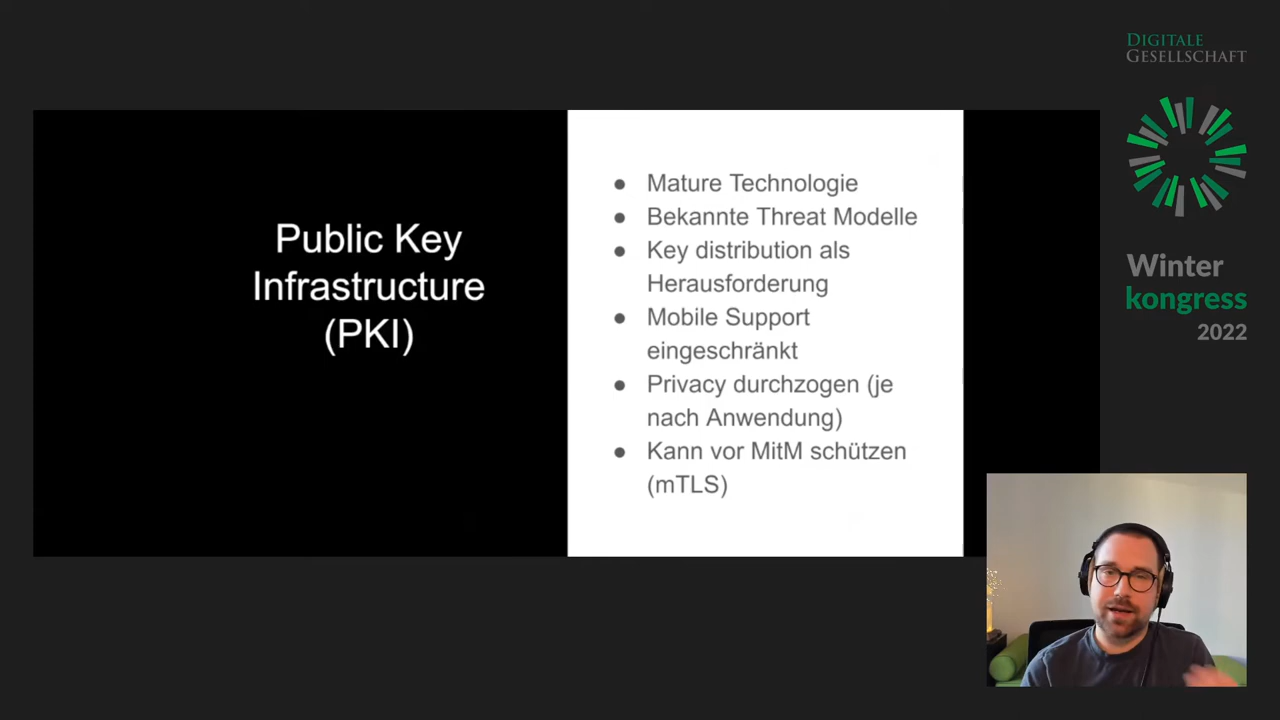 DIGITALE
GESELLSCHAFT
Public Key
Infrastructure
(PKI)
● Mature Technologie
● Bekannte Threat Modelle
● Key distribution als
Herausforderung
● Mobile Support
eingeschränkt
● Privacy durchzogen (je
nach Anwendung)
● Kann vor MitM schützen
(mTLS)
Winter
kongress
2022